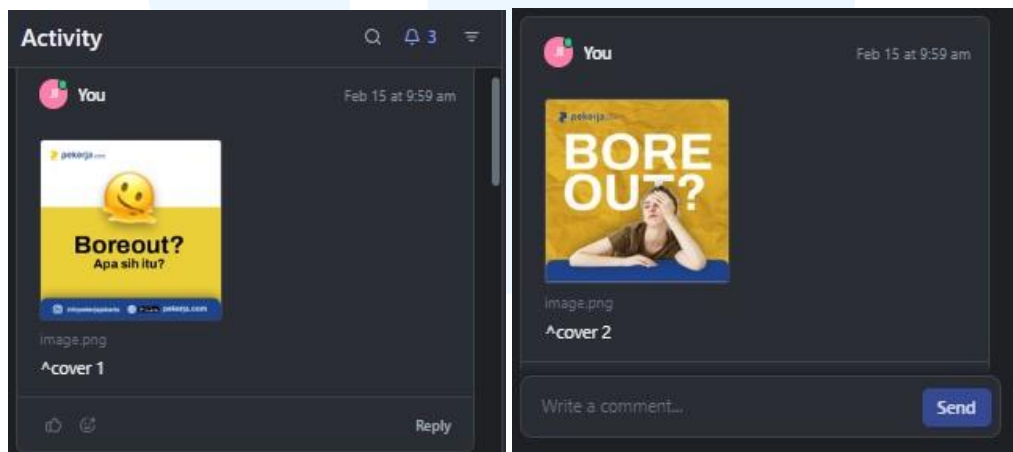 Activity
3
You
Feb 15 at 9:59 am
pekerja.com
Boreout?
Apa sih itu?
pekerja.com
image.png
^cover 1
Reply
You
Feb 15 at 9:59 am
pekerja
BORE
OUT?
image.png
^cover 2
Write a comment...
Send